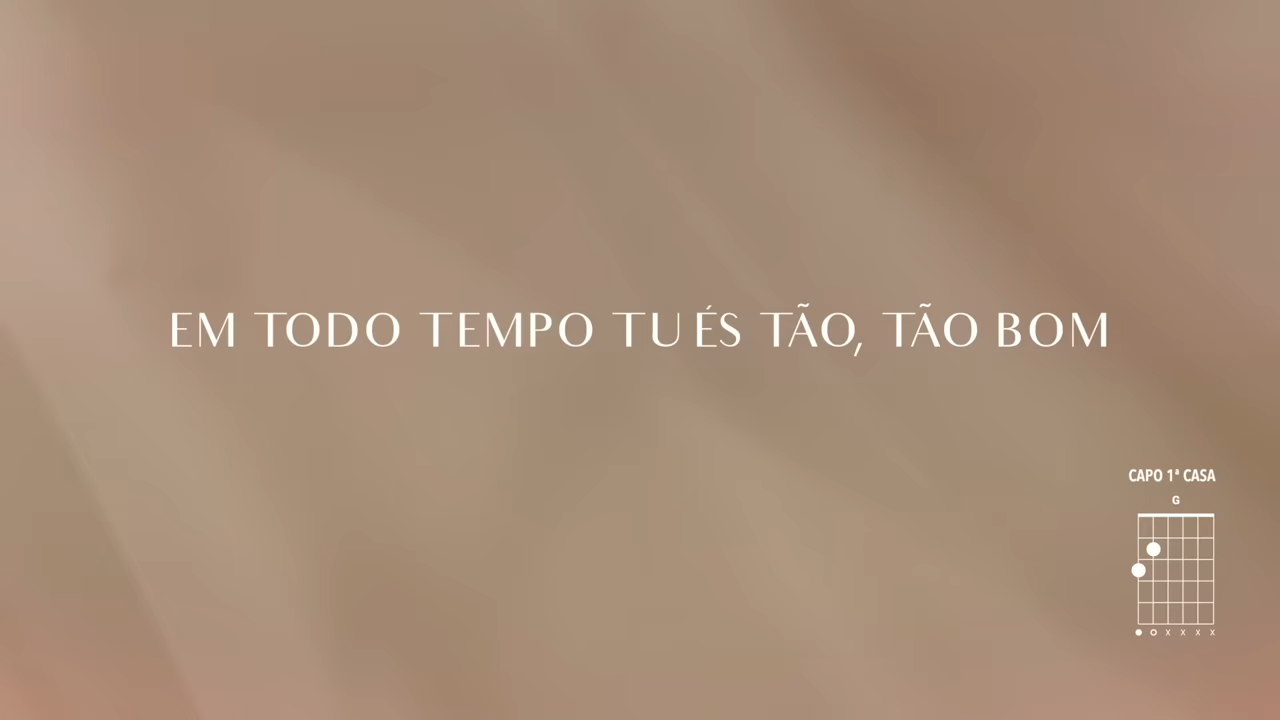 EM TODO TEMPO TU ÉS TÃO, TÃO BOM
CAPO 1ª CASA
G
x x x x